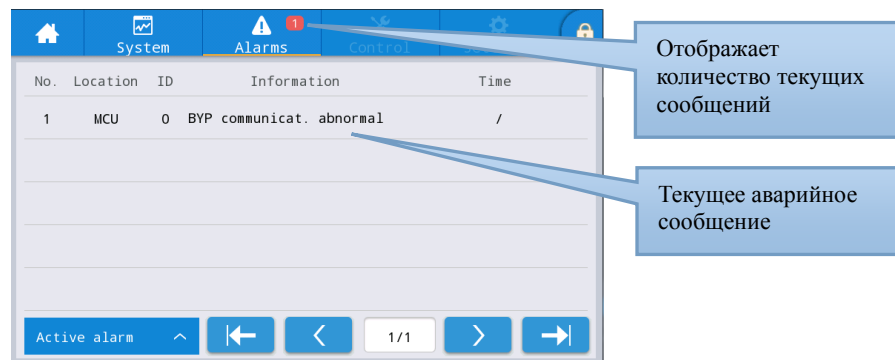 System
Alarms
1
Control
No. Location ID Information Time
1 MCU 0 BYP communicat. abnormal /
Active alarm
1/1
Отображает
количество текущих
сообщений
Текущее аварийное
сообщение